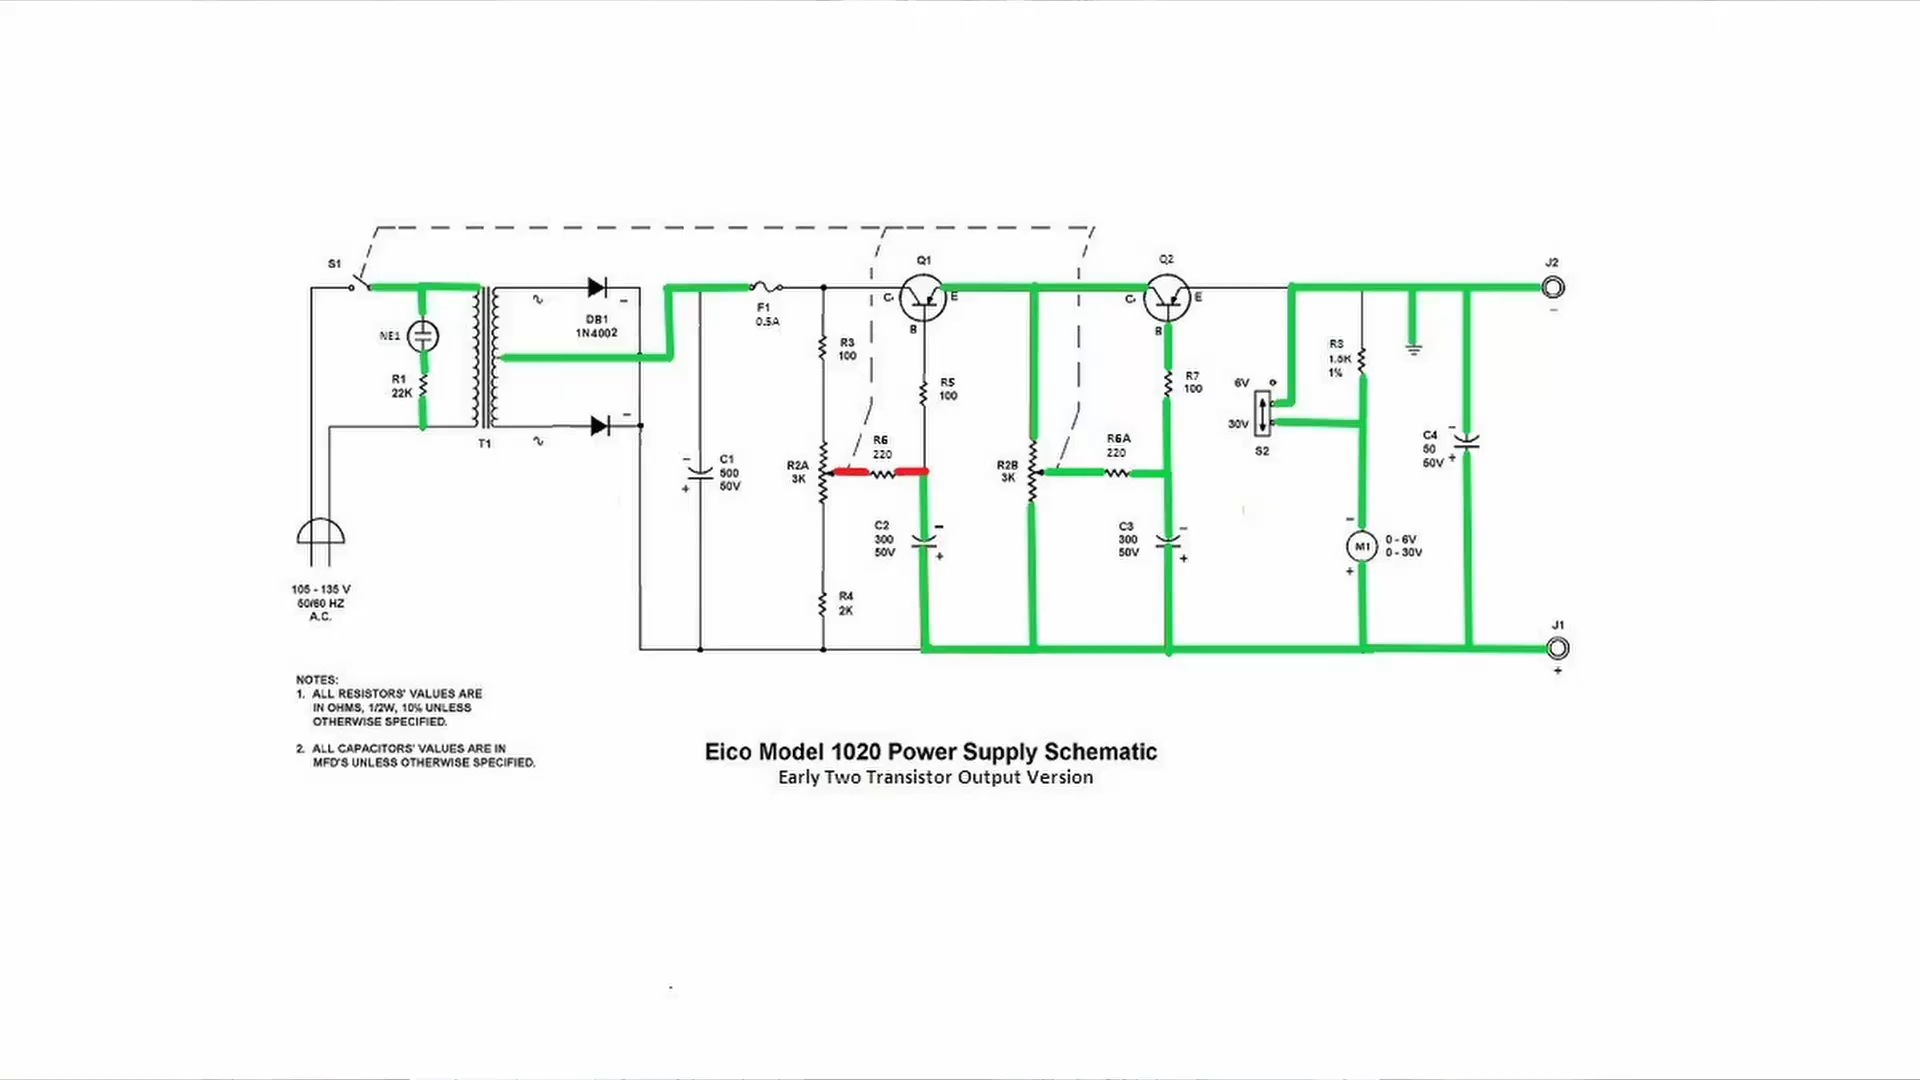 S1
NE1
R1
22K
T1
105 - 135 V
50/60 HZ
A.C.
DB1
1N4002
-
-
F1
0.5A
-
C1
500
50V
+
R3
100
R2A
3K
R4
2K
Q1
C
E
B
R5
100
R6
220
C2
300
50V
-
+
R2B
3K
R6A
220
Q2
C
E
B
R7
100
C3
300
50V
-
+
6V
30V
S2
R3
1.5K
1%
-
M1
+
0 - 6V
0 - 30V
C4
50
50V
-
+
J2
-
J1
+
NOTES:
1. ALL RESISTORS' VALUES ARE
IN OHMS, 1/2W, 10% UNLESS
OTHERWISE SPECIFIED.
2. ALL CAPACITORS' VALUES ARE IN
MFD'S UNLESS OTHERWISE SPECIFIED.
Eico Model 1020 Power Supply Schematic
Early Two Transistor Output Version